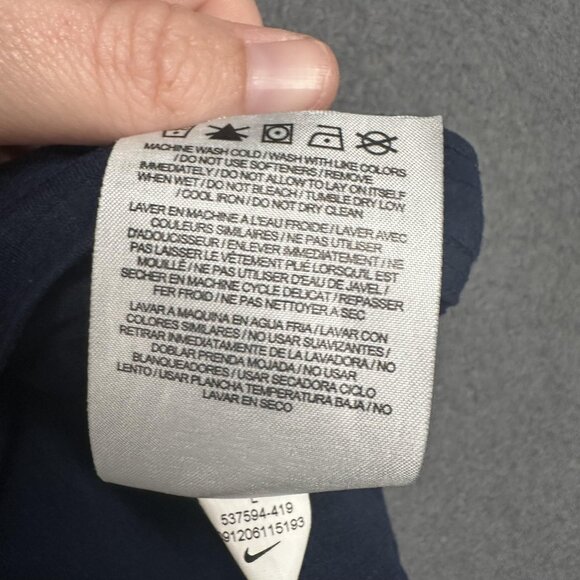 MACHINE WASH COLD / WASH WITH LIKE COLORS
/ DO NOT USE SOFTENERS / REMOVE
IMMEDIATELY / DO NOT ALLOW TO LAY ON ITSELF
WHEN WET / DO NOT BLEACH / TUMBLE DRY LOW
/ COOL IRON / DO NOT DRY CLEAN
LAVER EN MACHINE A L'EAU FROIDE / LAVER AVEC
COULEURS SIMILAIRES / NE PAS UTILISER
D'ADOUCISSEUR / ENLEVER IMMÉDIATEMENT / NE
PAS LAISSER LE VÊTEMENT PLIÉ LORSQU'IL EST
MOUILLÉ / NE PAS UTILISER D'EAU DE JAVEL /
SECHER EN MACHINE CYCLE DELICAT / REPASSER
FER FROID / NE PAS NETTOYER A SEC
LAVAR A MAQUINA EN AGUA FRIA / LAVAR CON
COLORES SIMILARES / NO USAR SUAVIZANTES /
RETIRAR INMEDIATAMENTE DE LA LAVADORA / NO
DOBLAR PRENDA MOJADA / NO USAR
BLANQUEADORES / USAR SECADORA CICLO
LENTO / USAR PLANCHA TEMPERATURA BAJA / NO
LAVAR EN SECO
537594-419
91206115193